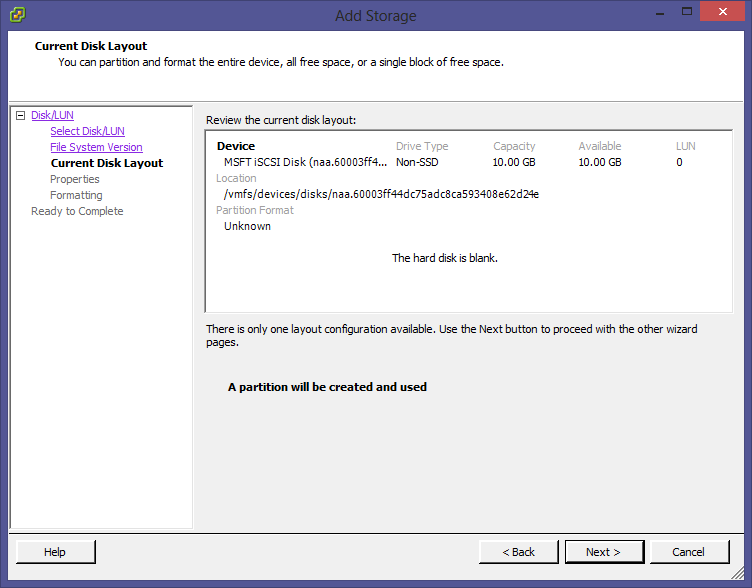 Add Storage
Current Disk Layout
You can partition and format the entire device, all free space, or a single block of free space.
Disk/LUN
Select Disk/LUN
File System Version
Current Disk Layout
Properties
Formatting
Ready to Complete
Review the current disk layout:
Device Drive Type Capacity Available LUN
MSFT iSCSI Disk (naa.60003ff4... Non-SSD 10.00 GB 10.00 GB 0
Location
/vmfs/devices/disks/naa.60003ff44dc75adc8ca593408e62d24e
Partition Format
Unknown
The hard disk is blank.
There is only one layout configuration available. Use the Next button to proceed with the other wizard
pages.
A partition will be created and used
Help < Back Next > Cancel